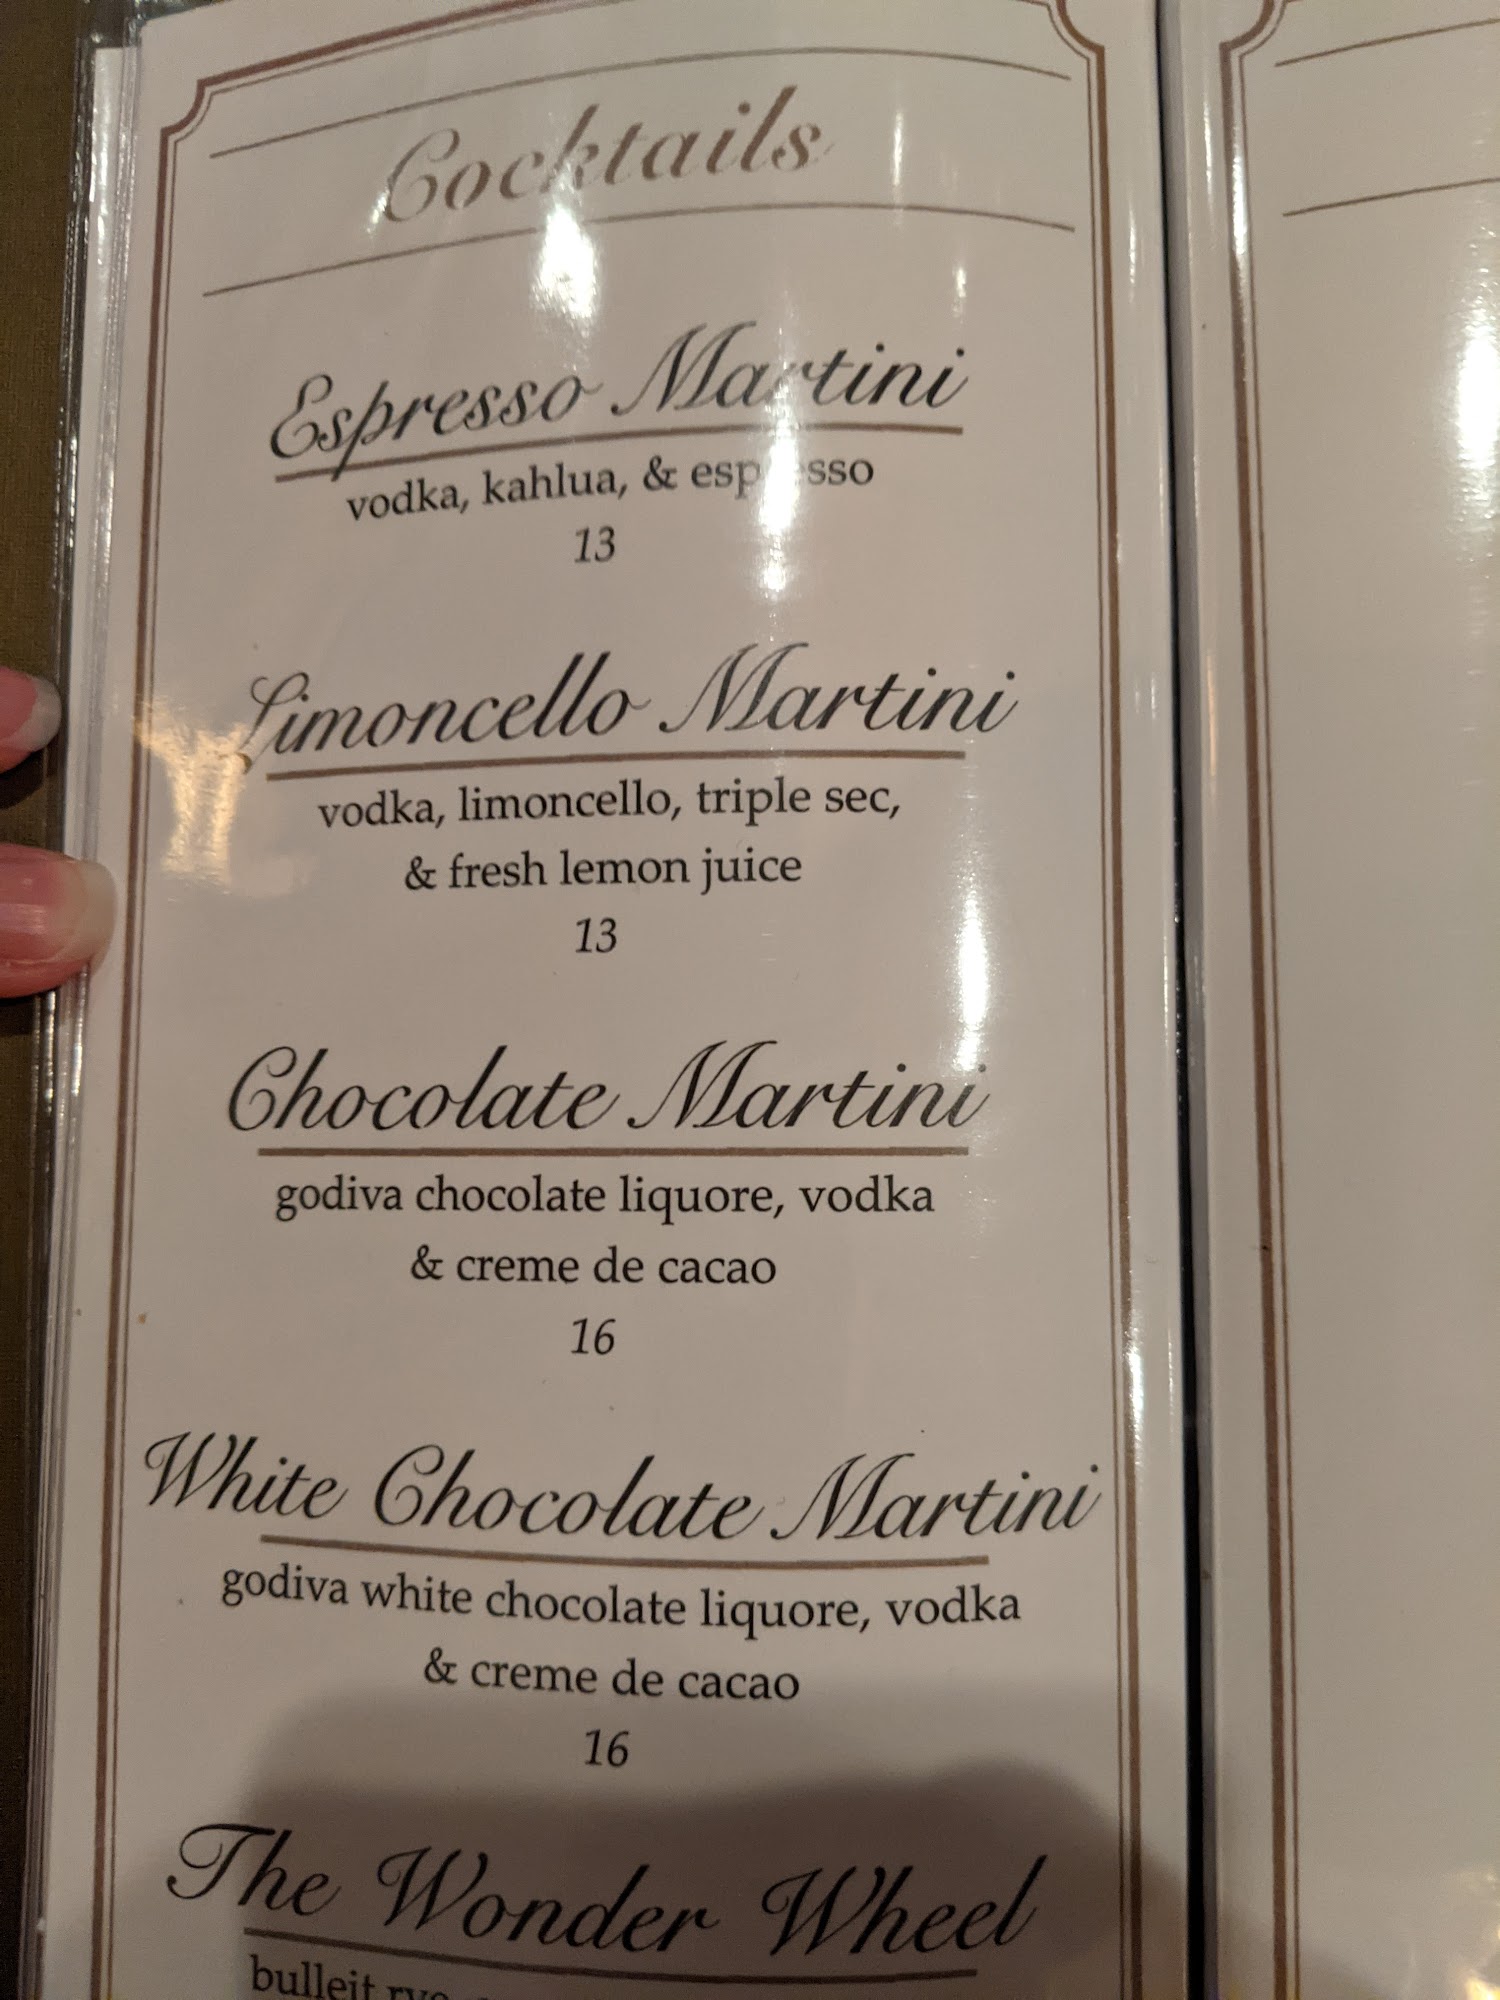 Cocktails
Espresso Martini
vodka, kahlua, & espresso
13
Limoncello Martini
vodka, limoncello, triple sec,
& fresh lemon juice
13
Chocolate Martini
godiva chocolate liquore, vodka
& creme de cacao
16
White Chocolate Martini
godiva white chocolate liquore, vodka
& creme de cacao
16
The Wonder Wheel
bulleit rye